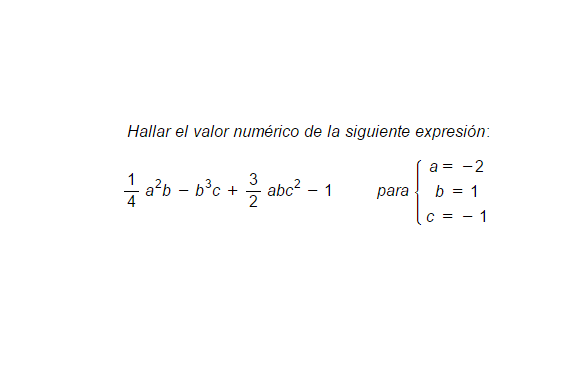 Hallar el valor numérico de la siguiente expresión:
1/4 a²b − b³c + 3/2 abc² − 1 para { a = −2
b = 1
c = − 1